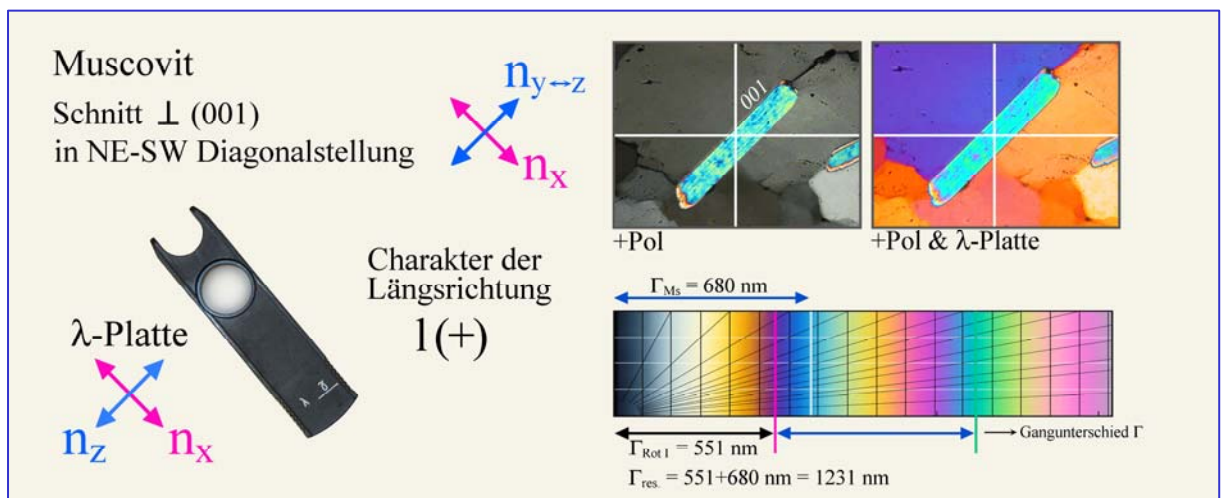 Muscovit
Schnitt ⊥ (001)
in NE-SW Diagonalstellung
n_y↔z
n_x
001
+Pol
+Pol & λ-Platte
Charakter der
Längsrichtung
l(+)
λ-Platte
n_z
n_x
λ
Γ_Ms = 680 nm
Γ_Rot I = 551 nm
Gangunterschied Γ
Γ_res. = 551+680 nm = 1231 nm